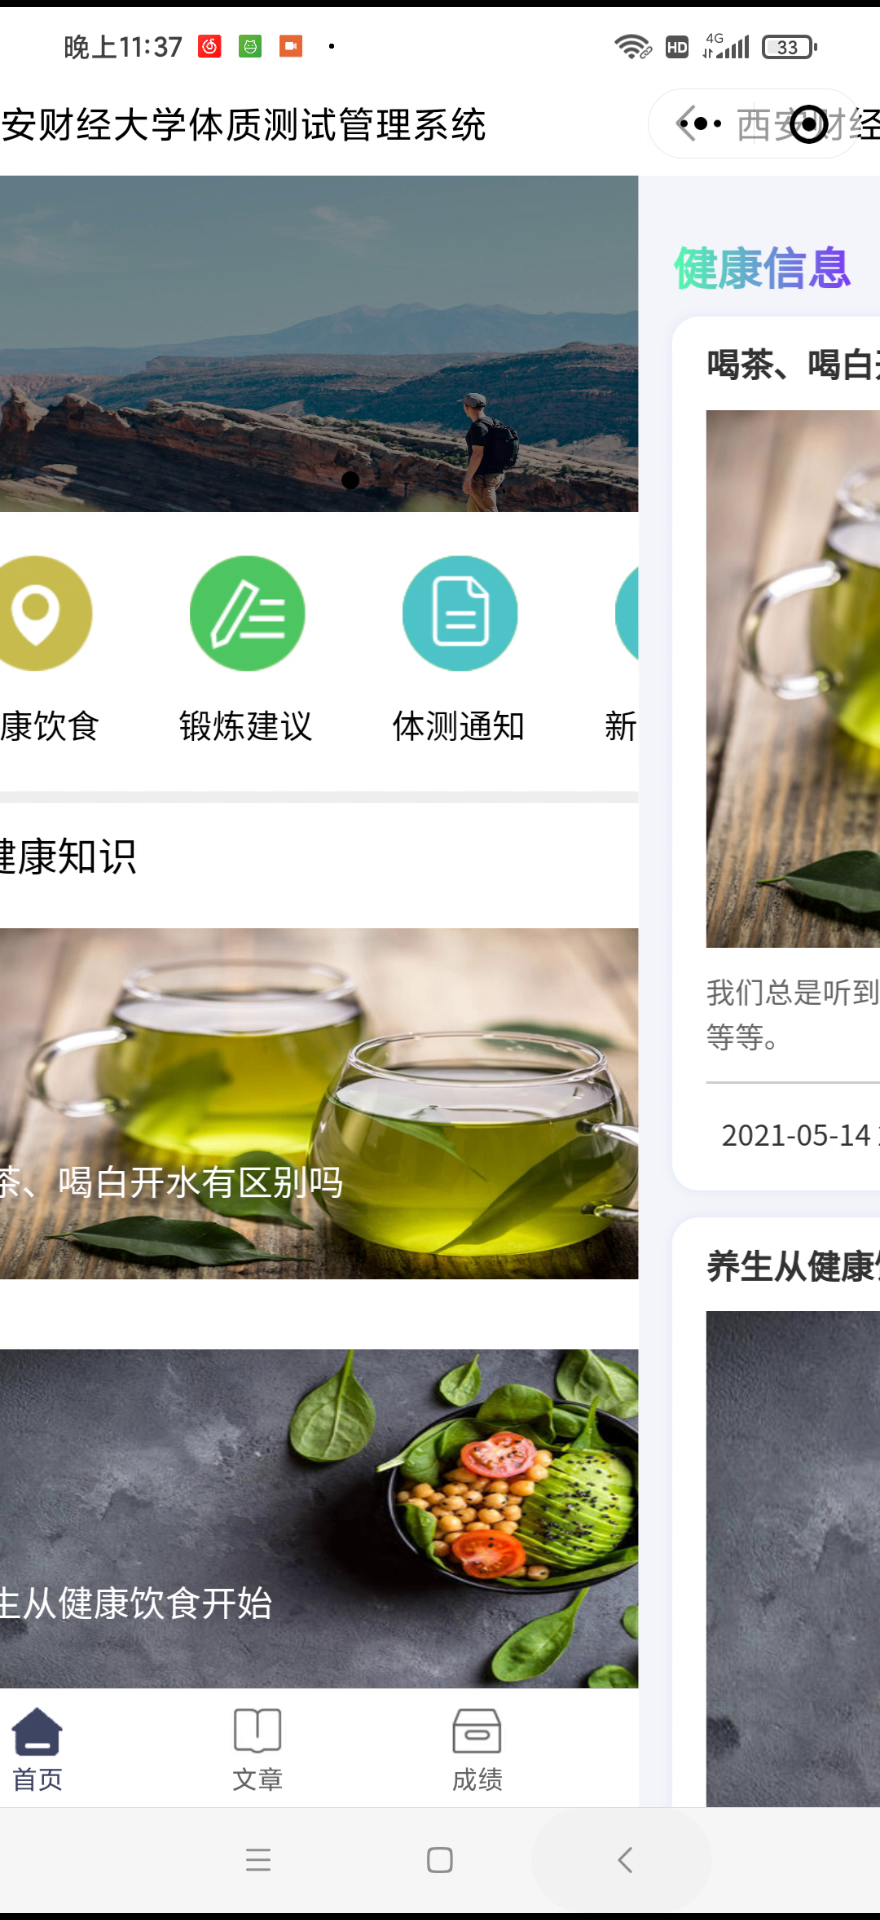 晚上11:37
HD
4G
33
安财经大学体质测试管理系统
西安财经
健康信息
喝茶、喝白
康饮食
锻炼建议
体测通知
新
健康知识
茶、喝白开水有区别吗
我们总是听到
等等。
2021-05-14
养生从健康
生从健康饮食开始
首页
文章
成绩